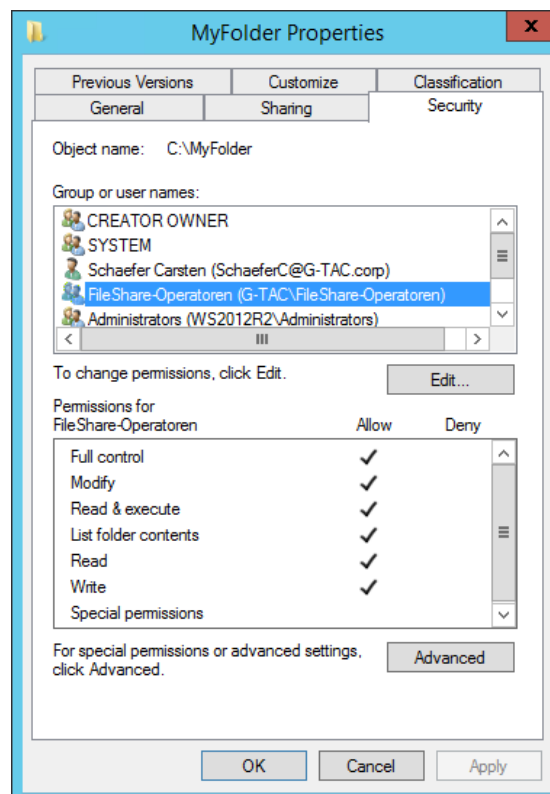 MyFolder Properties
x
Previous Versions Customize Classification
General Sharing Security
Object name: C:\MyFolder
Group or user names:
CREATOR OWNER
SYSTEM
Schaefer Carsten (SchaeferC@G-TAC.corp)
FileShare-Operatoren (G-TAC\FileShare-Operatoren)
Administrators (WS2012R2\Administrators)
To change permissions, click Edit.
Edit...
Permissions for
FileShare-Operatoren Allow Deny
Full control
Modify
Read & execute
List folder contents
Read
Write
Special permissions
For special permissions or advanced settings,
click Advanced.
Advanced
OK Cancel Apply